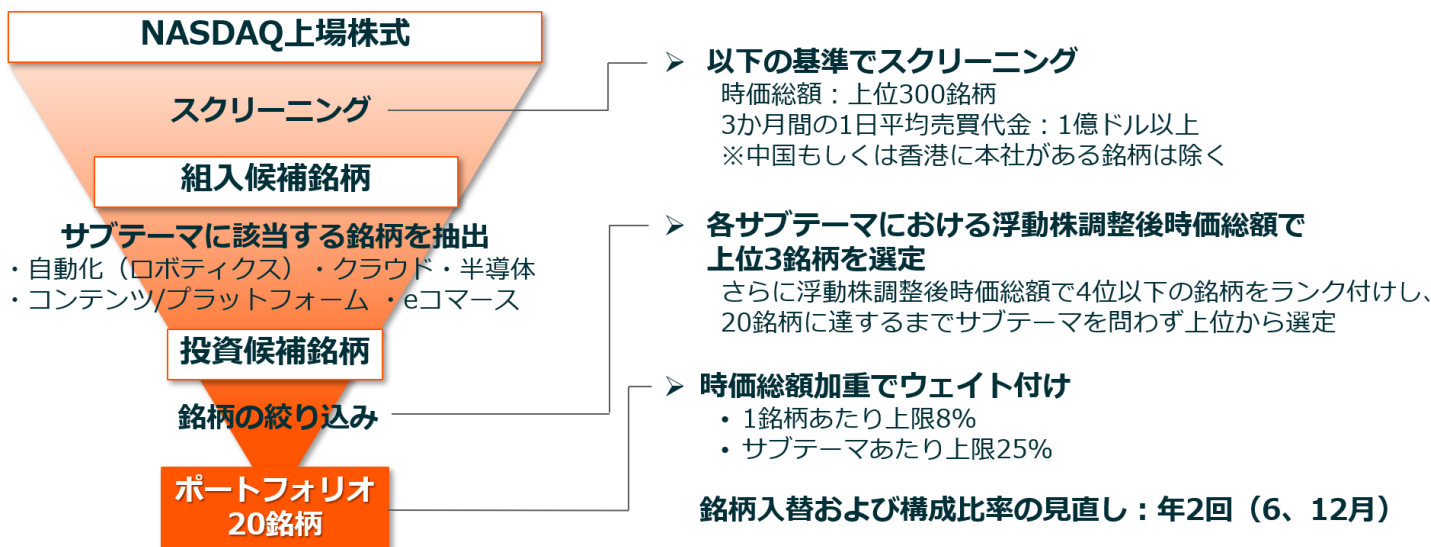 NASDAQ上場株式
スクリーニング
組入候補銘柄
サブテーマに該当する銘柄を抽出
・自動化（ロボティクス）・クラウド・半導体
・コンテンツ/プラットフォーム ・eコマース
投資候補銘柄
銘柄の絞り込み
ポートフォリオ
20銘柄
➢ 以下の基準でスクリーニング
時価総額：上位300銘柄
3か月間の1日平均売買代金：1億ドル以上
※中国もしくは香港に本社がある銘柄は除く
➢ 各サブテーマにおける浮動株調整後時価総額で
上位3銘柄を選定
さらに浮動株調整後時価総額で4位以下の銘柄をランク付けし、
20銘柄に達するまでサブテーマを問わず上位から選定
➢ 時価総額加重でウェイト付け
• 1銘柄あたり上限8%
• サブテーマあたり上限25%
銘柄入替および構成比率の見直し：年2回（6、12月）